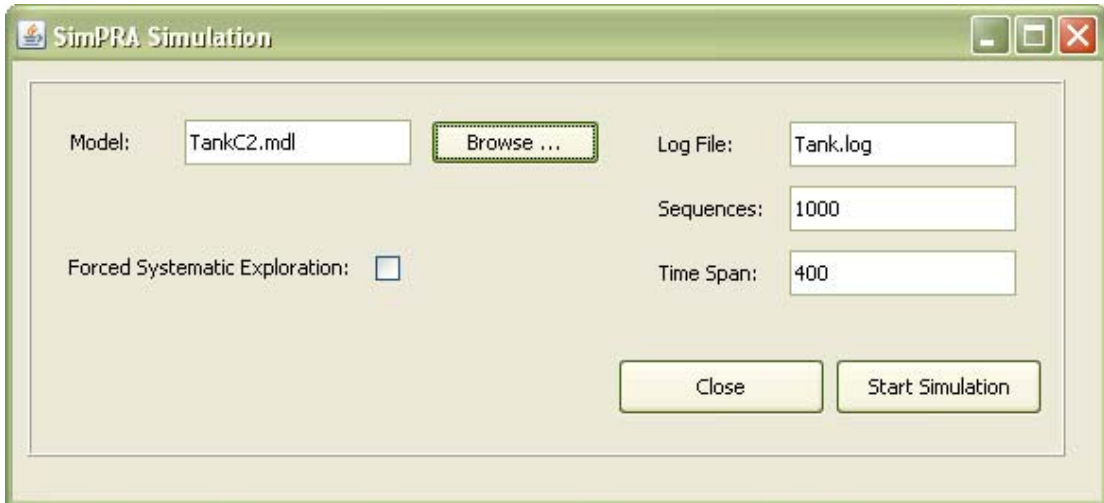 SimPRA Simulation
Model: TankC2.mdl Browse ... Log File: Tank.log
Sequences: 1000
Forced Systematic Exploration: Time Span: 400
Close Start Simulation